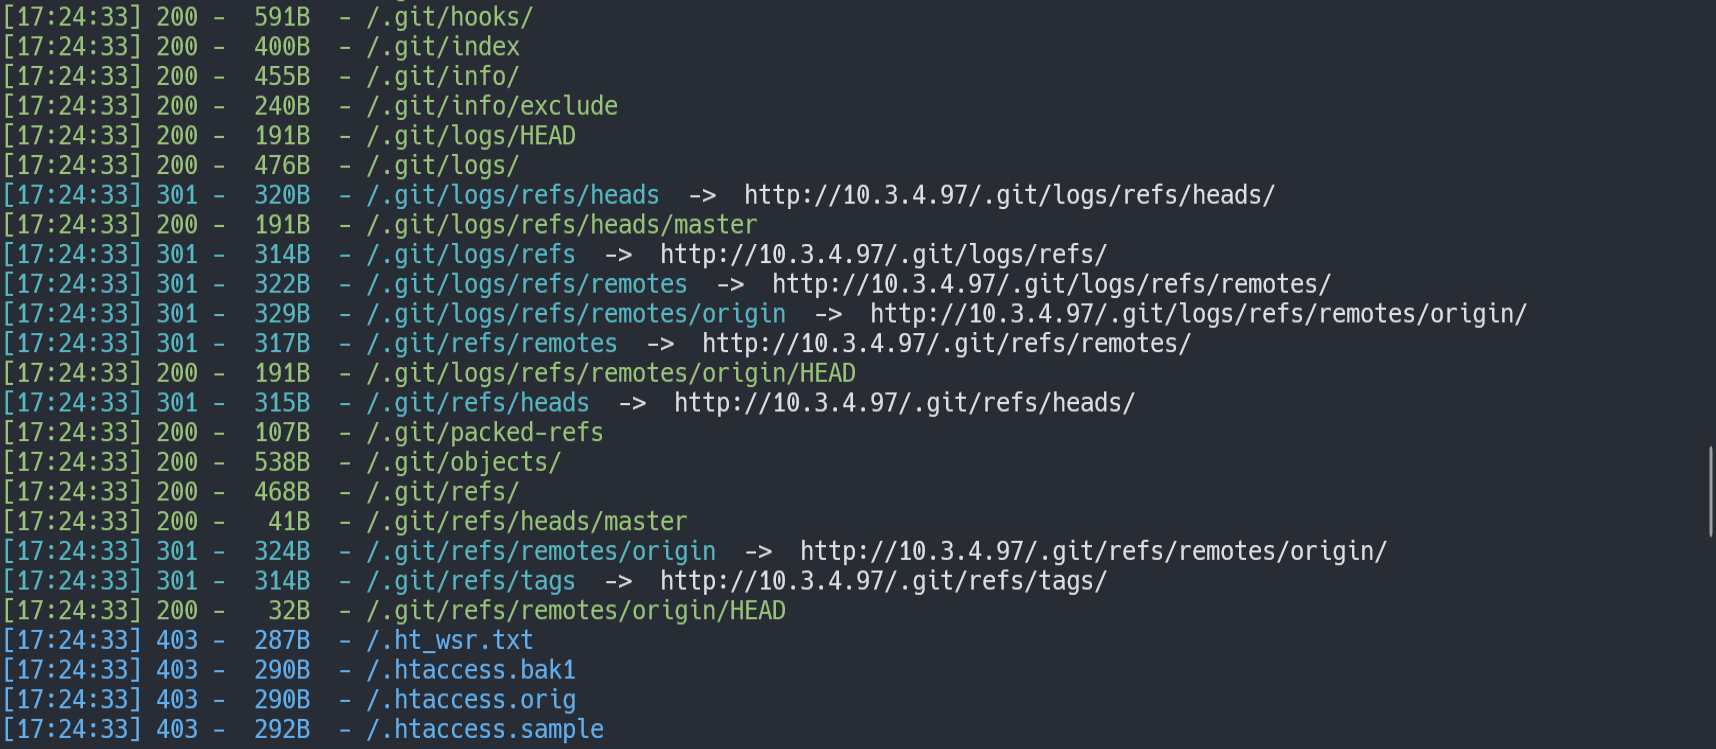 [17:24:33] 200 -  591B  - /.git/hooks/
[17:24:33] 200 -  400B  - /.git/index
[17:24:33] 200 -  455B  - /.git/info/
[17:24:33] 200 -  240B  - /.git/info/exclude
[17:24:33] 200 -  191B  - /.git/logs/HEAD
[17:24:33] 200 -  476B  - /.git/logs/
[17:24:33] 301 -  320B  - /.git/logs/refs/heads  ->  http://10.3.4.97/.git/logs/refs/heads/
[17:24:33] 200 -  191B  - /.git/logs/refs/heads/master
[17:24:33] 301 -  314B  - /.git/logs/refs  ->  http://10.3.4.97/.git/logs/refs/
[17:24:33] 301 -  322B  - /.git/logs/refs/remotes  ->  http://10.3.4.97/.git/logs/refs/remotes/
[17:24:33] 301 -  329B  - /.git/logs/refs/remotes/origin  ->  http://10.3.4.97/.git/logs/refs/remotes/origin/
[17:24:33] 301 -  317B  - /.git/refs/remotes  ->  http://10.3.4.97/.git/refs/remotes/
[17:24:33] 200 -  191B  - /.git/logs/refs/remotes/origin/HEAD
[17:24:33] 301 -  315B  - /.git/refs/heads  ->  http://10.3.4.97/.git/refs/heads/
[17:24:33] 200 -  107B  - /.git/packed-refs
[17:24:33] 200 -  538B  - /.git/objects/
[17:24:33] 200 -  468B  - /.git/refs/
[17:24:33] 200 -   41B  - /.git/refs/heads/master
[17:24:33] 301 -  324B  - /.git/refs/remotes/origin  ->  http://10.3.4.97/.git/refs/remotes/origin/
[17:24:33] 301 -  314B  - /.git/refs/tags  ->  http://10.3.4.97/.git/refs/tags/
[17:24:33] 200 -   32B  - /.git/refs/remotes/origin/HEAD
[17:24:33] 403 -  287B  - /.ht_wsr.txt
[17:24:33] 403 -  290B  - /.htaccess.bak1
[17:24:33] 403 -  290B  - /.htaccess.orig
[17:24:33] 403 -  292B  - /.htaccess.sample